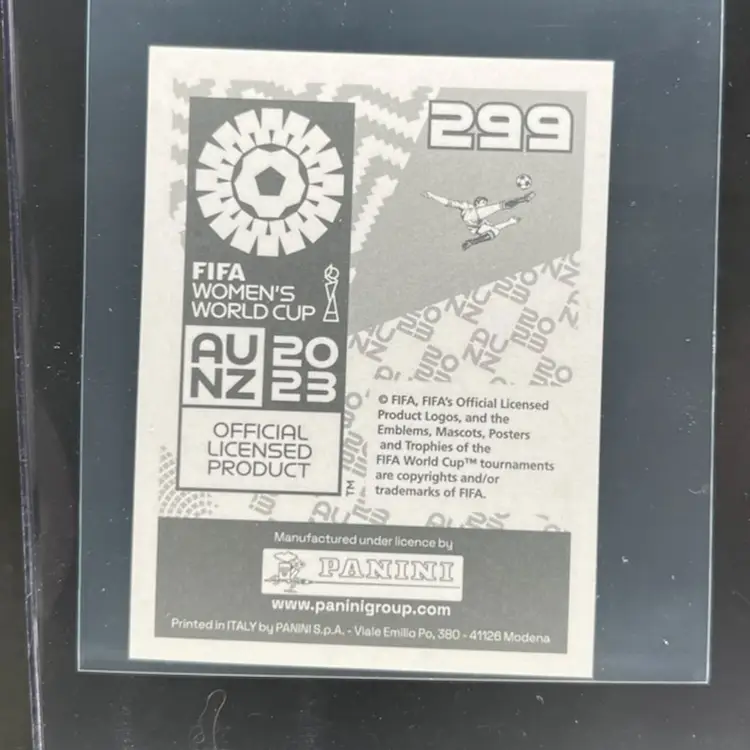 299
FIFA
WOMEN'S
WORLD CUP
AU 20
NZ 23
OFFICIAL
LICENSED
PRODUCT
TM
© FIFA, FIFA's Official Licensed
Product Logos, and the
Emblems, Mascots, Posters
and Trophies of the
FIFA World Cup™ tournaments
are copyrights and/or
trademarks of FIFA.
Manufactured under licence by
PANINI
www.paninigroup.com
Printed in ITALY by PANINI S.p.A. - Viale Emilio Po, 380 - 41126 Modena